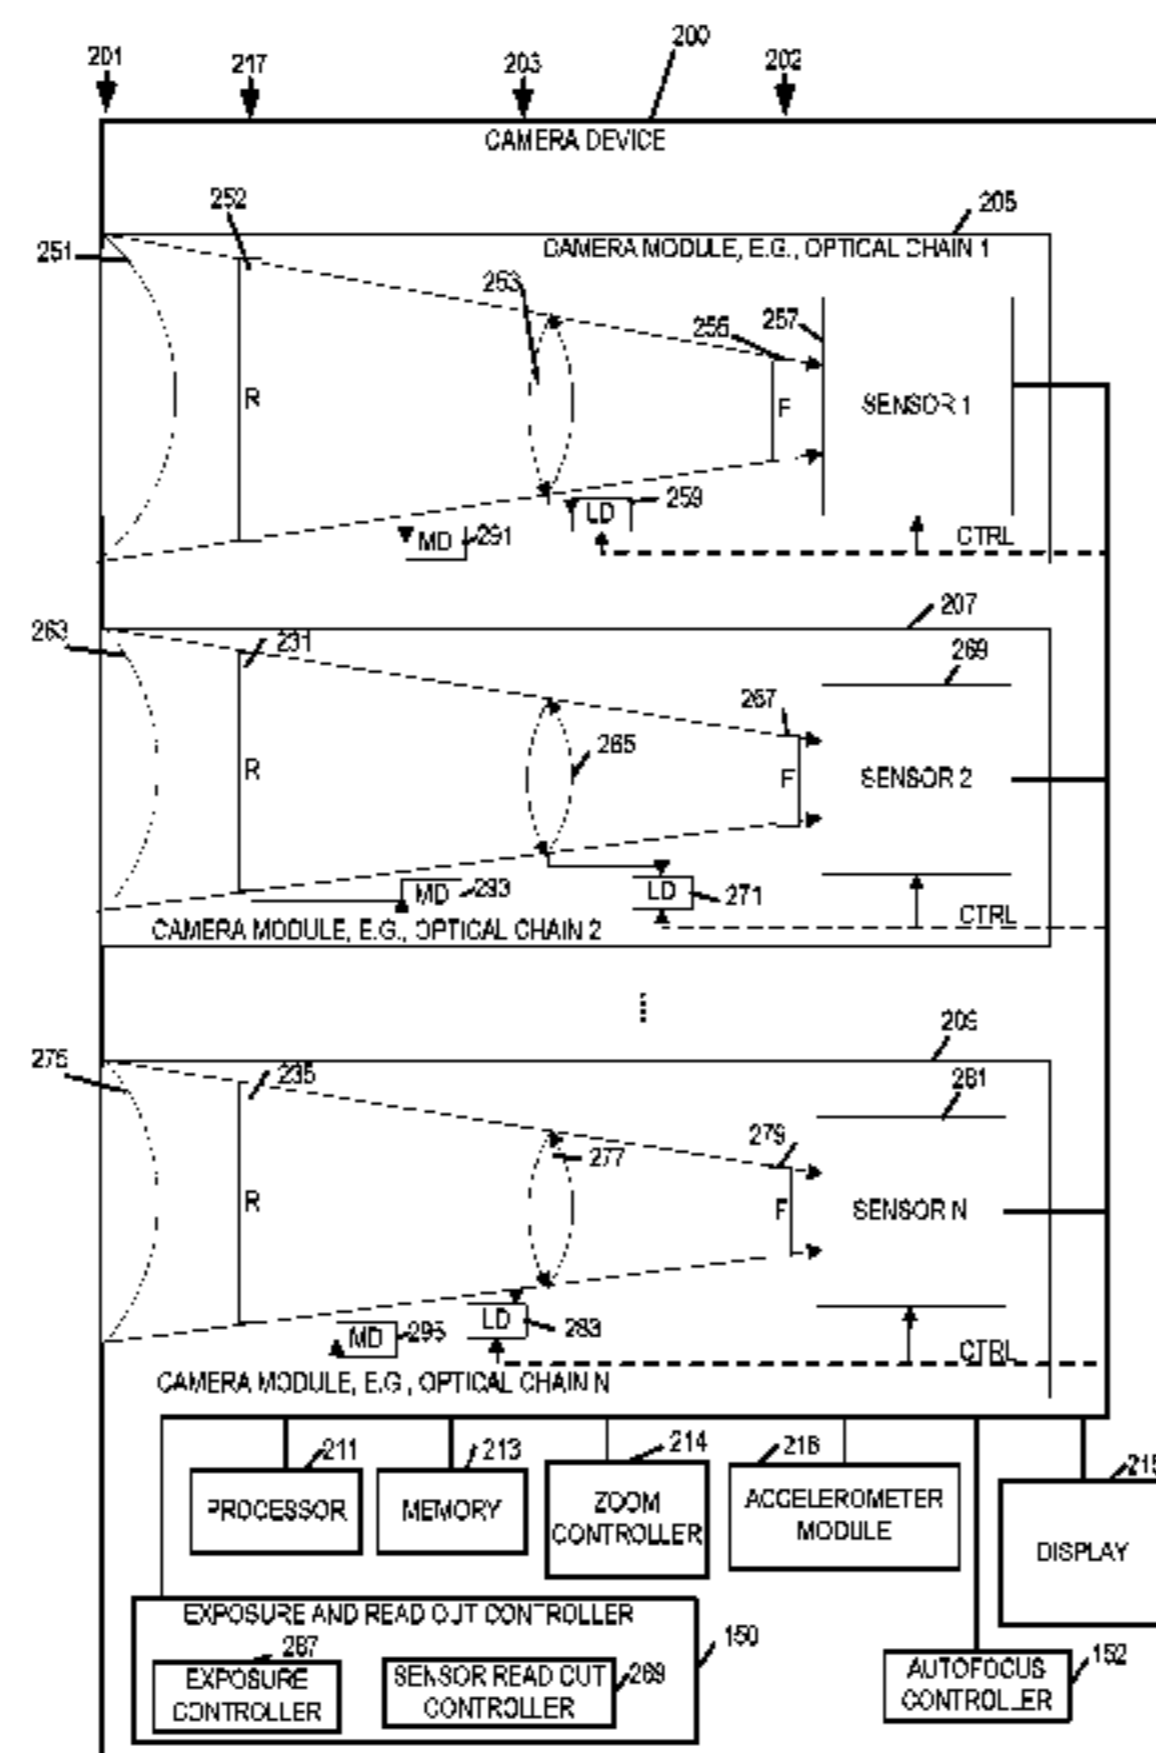 200
201
217
203
202
CAMERA DEVICE
252
205
251
CAMERA MODULE, E.G., OPTICAL CHAIN 1
253
255
257
R
F
SENSOR 1
LD
259
MD
291
CTRL
207
263
231
269
267
265
R
F
SENSOR 2
MD
293
LD
271
CTRL
CAMERA MODULE, E.G., OPTICAL CHAIN 2
209
275
235
281
279
277
R
F
SENSOR N
LD
283
MD
295
CTRL
CAMERA MODULE, E.G., OPTICAL CHAIN N
211
213
214
216
215
PROCESSOR
MEMORY
ZOOM
CONTROLLER
ACCELEROMETER
MODULE
DISPLAY
EXPOSURE AND READ OUT CONTROLLER
150
287
EXPOSURE
CONTROLLER
SENSOR READ OUT
CONTROLLER
289
AUTOFOCUS
CONTROLLER
152